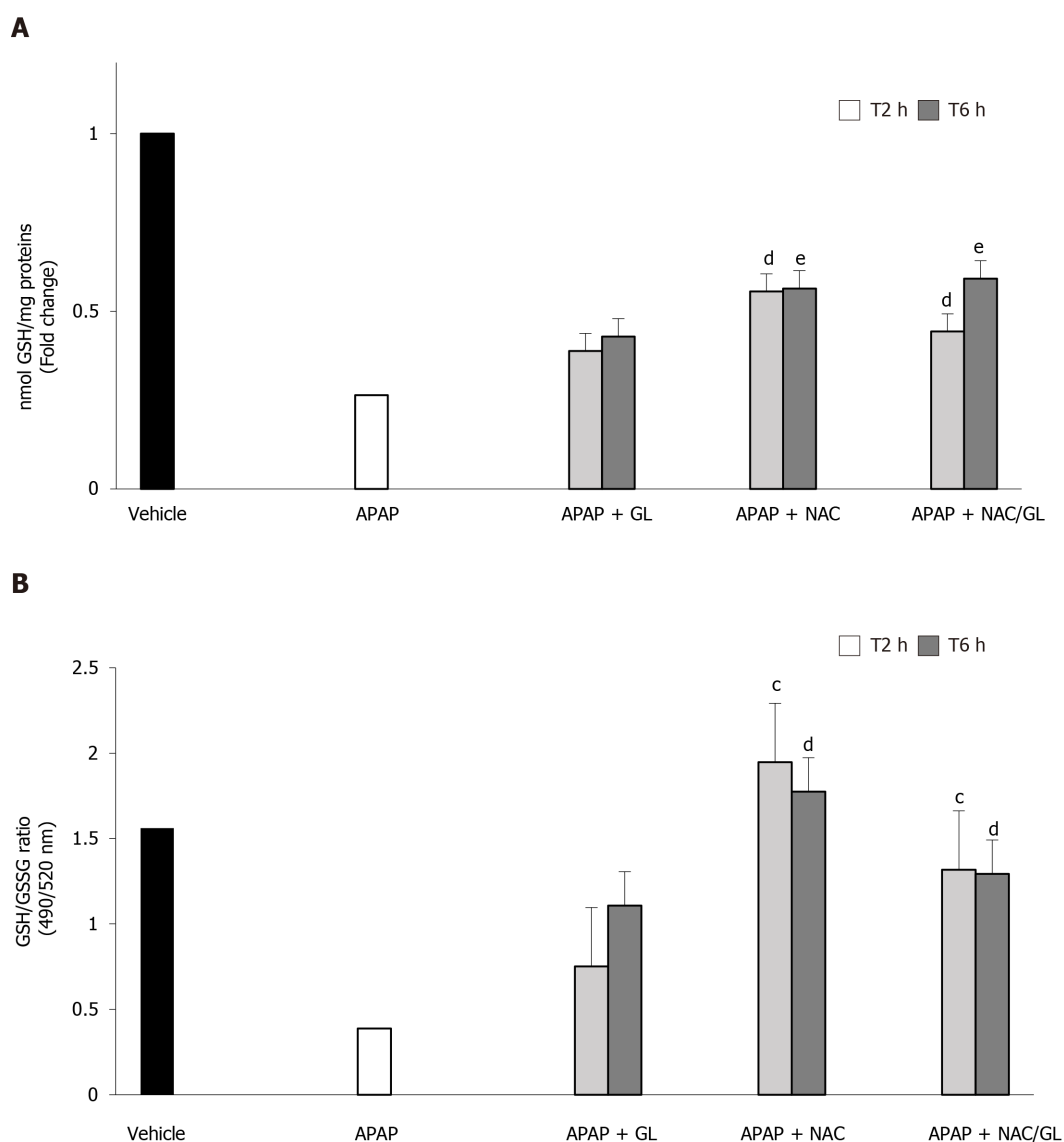 A
T2 h T6 h
1
0.5
0
nmol GSH/mg proteins
(Fold change)
d e
d e
Vehicle APAP APAP + GL APAP + NAC APAP + NAC/GL
B
T2 h T6 h
2.5
2
1.5
1
0.5
0
GSH/GSSG ratio
(490/520 nm)
c d
c d
Vehicle APAP APAP + GL APAP + NAC APAP + NAC/GL